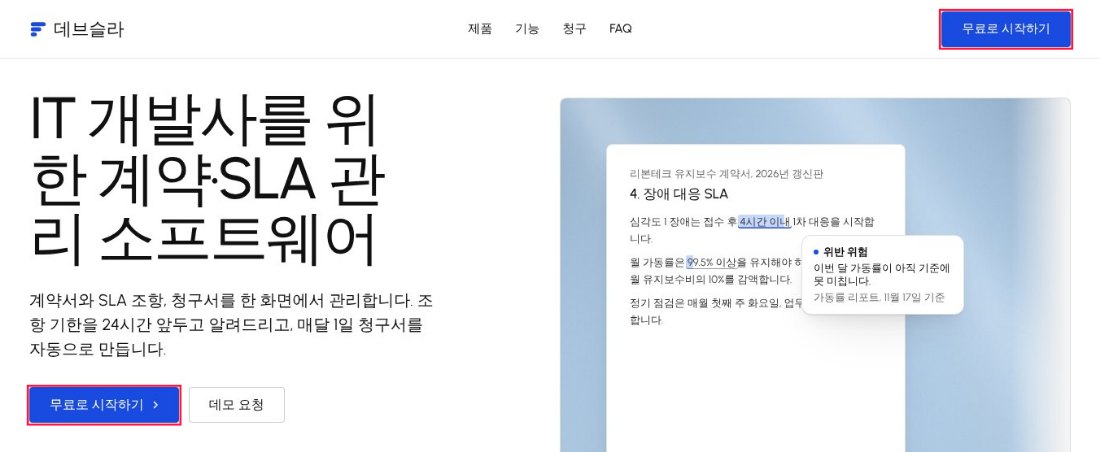 데브슬라
제품 기능 청구 FAQ
무료로 시작하기
IT 개발사를 위
한 계약·SLA 관
리 소프트웨어
계약서와 SLA 조항, 청구서를 한 화면에서 관리합니다. 조
항 기한을 24시간 앞두고 알려드리고, 매달 1일 청구서를
자동으로 만듭니다.
무료로 시작하기
데모 요청
리본테크 유지보수 계약서, 2026년 갱신판
4. 장애 대응 SLA
심각도 1 장애는 접수 후 4시간 이내 1차 대응을 시작합
니다.
월 가동률은 99.5% 이상을 유지해야 하
월 유지보수비의 10%를 감액합니다.
정기 점검은 매월 첫째 주 화요일, 업무
합니다.
위반 위험
이번 달 가동률이 아직 기준에
못 미칩니다.
가동률 리포트, 11월 17일 기준